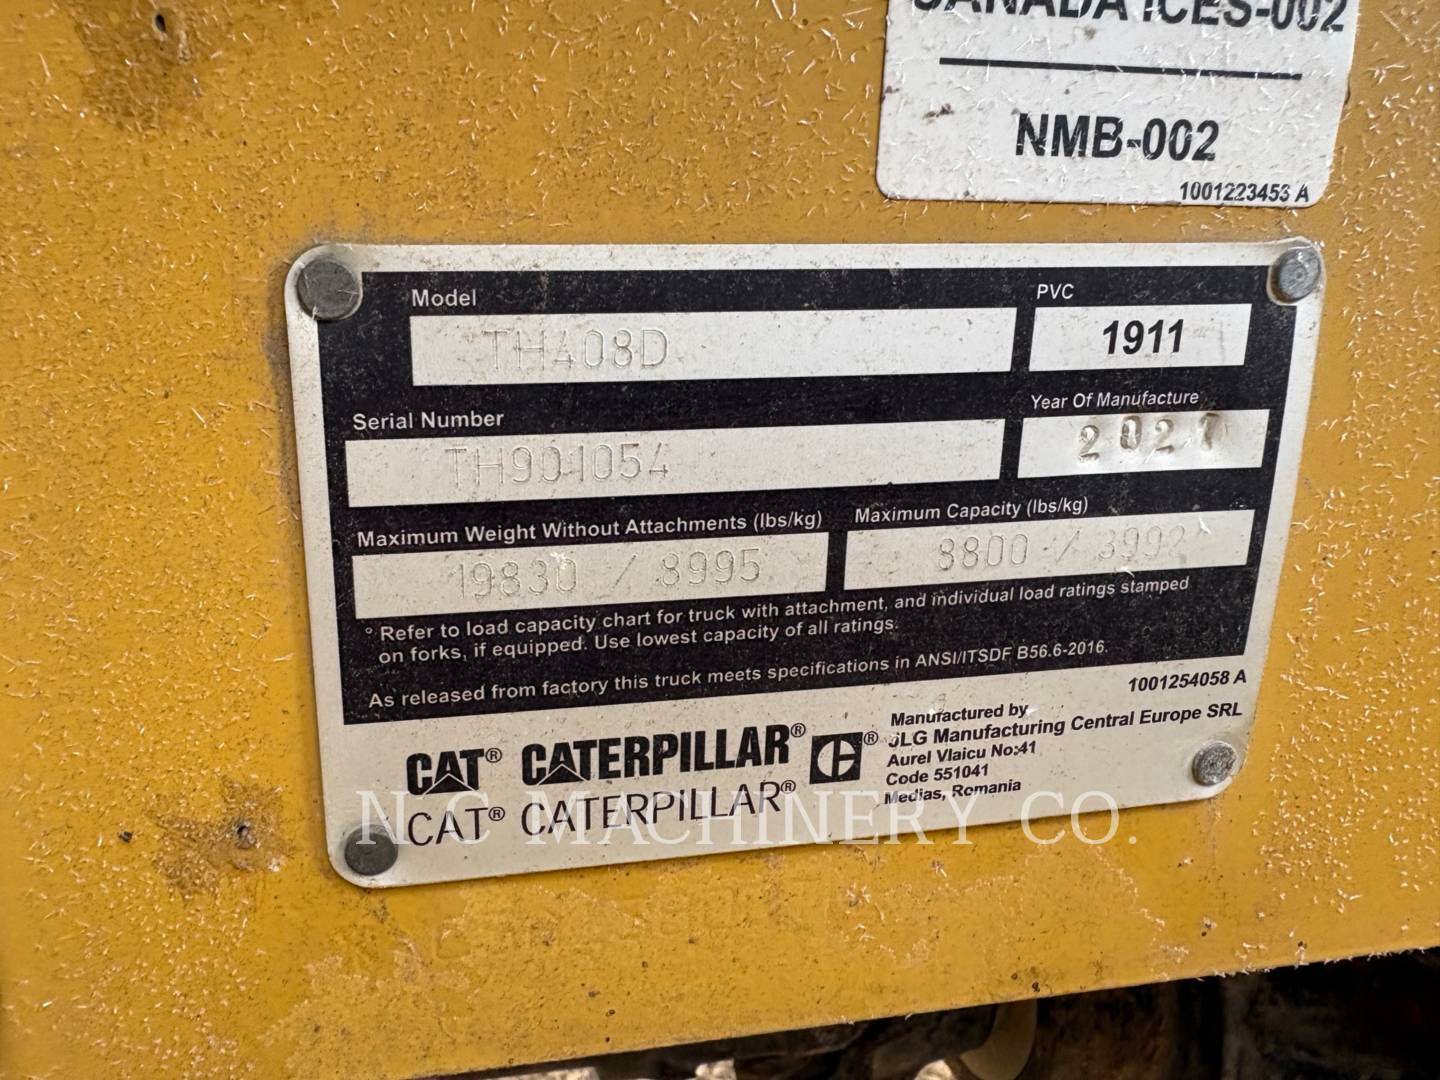 CANADA ICES-002
NMB-002
1001223453 A
Model
TH408D
PVC
1911
Serial Number
TH901054
Year Of Manufacture
2021
Maximum Weight Without Attachments (lbs/kg)
19830 / 8995
Maximum Capacity (lbs/kg)
8800 / 3992
° Refer to load capacity chart for truck with attachment, and individual load ratings stamped
on forks, if equipped. Use lowest capacity of all ratings.
As released from factory this truck meets specifications in ANSI/ITSDF B56.6-2016.
1001254058 A
CAT® CATERPILLAR® C®
CAT® CATERPILLAR®
Manufactured by
JLG Manufacturing Central Europe SRL
Aurel Vlaicu No:41
Code 551041
Medias, Romania
N C MACHINERY CO.